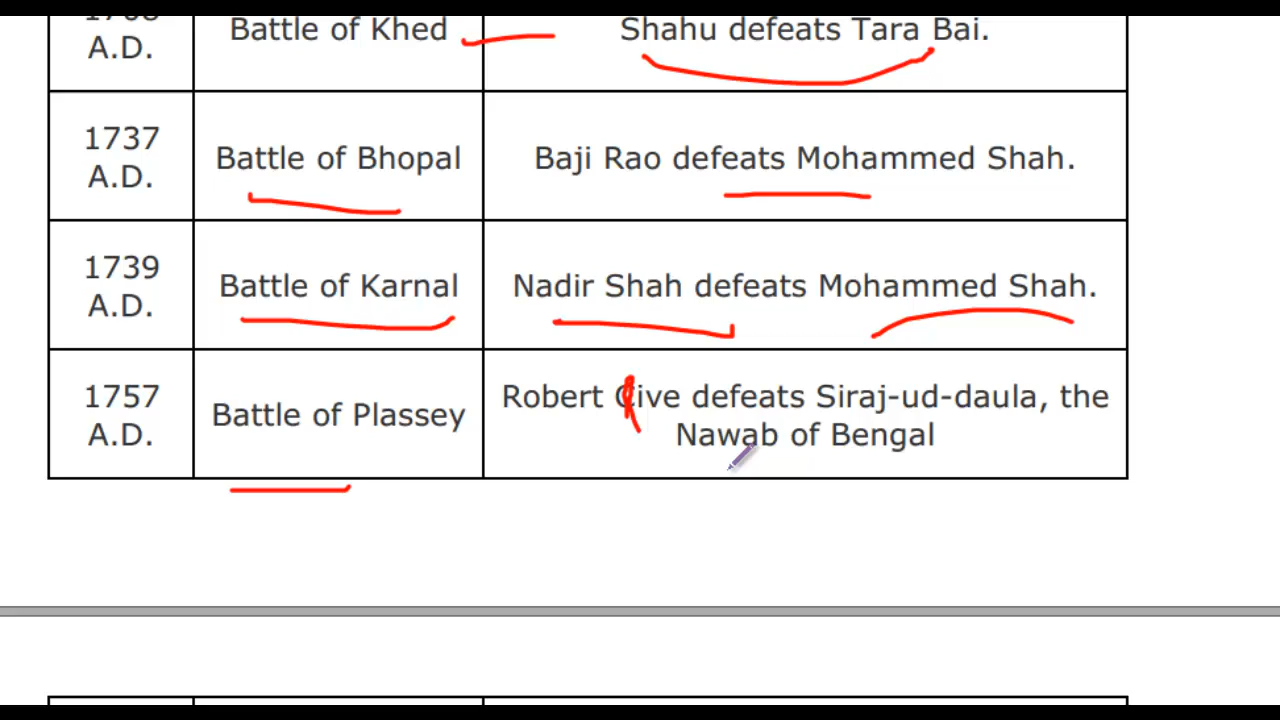 A.D.
Battle of Khed
Shahu defeats Tara Bai.
1737
A.D.
Battle of Bhopal
Baji Rao defeats Mohammed Shah.
1739
A.D.
Battle of Karnal
Nadir Shah defeats Mohammed Shah.
1757
A.D.
Battle of Plassey
Robert Cive defeats Siraj-ud-daula, the
Nawab of Bengal